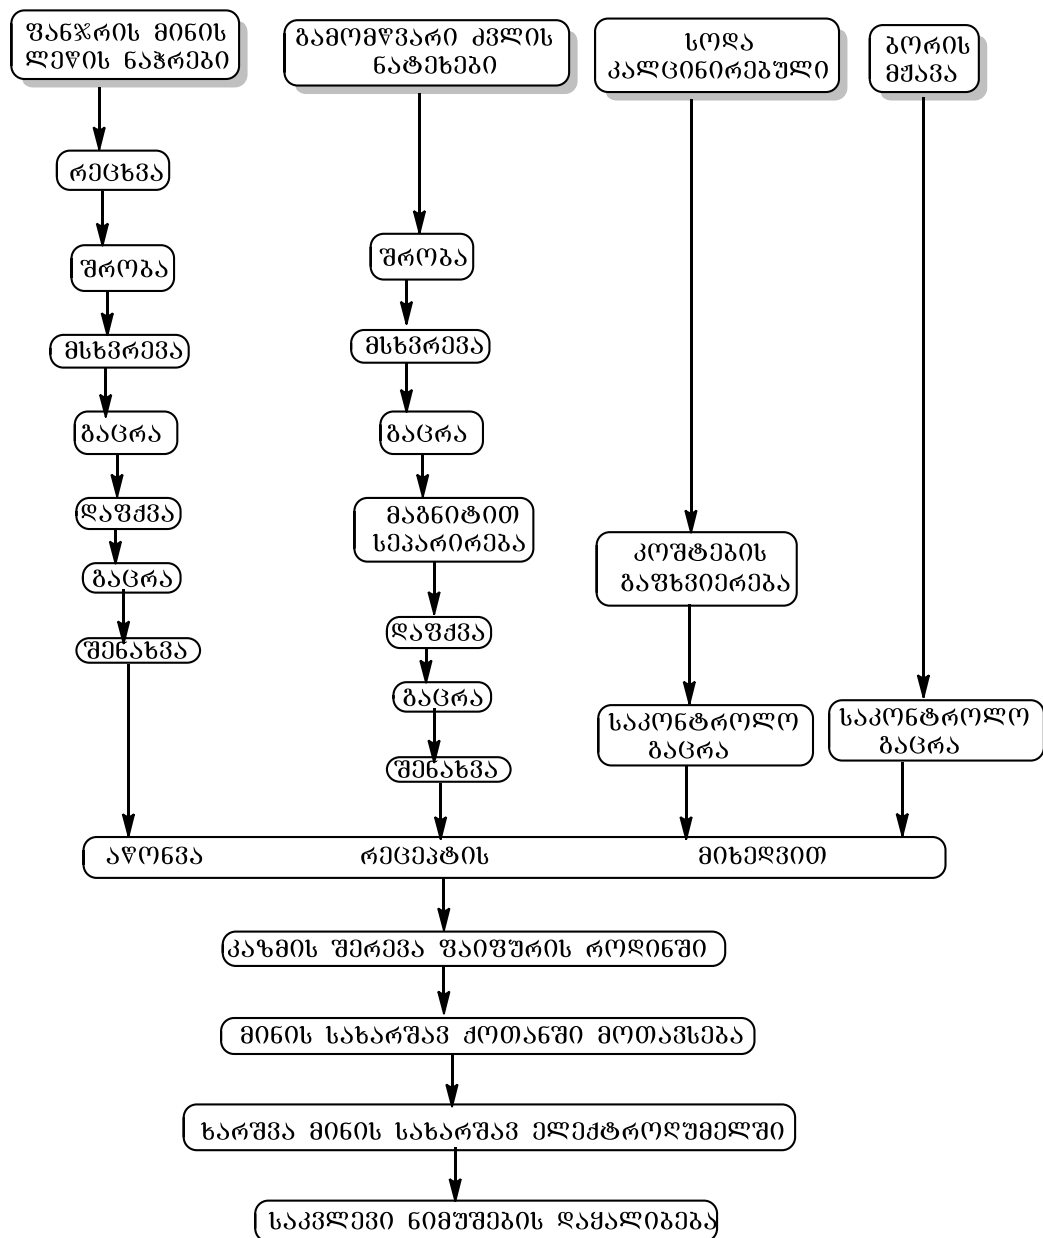 ფანჯრის მინის
ლეწის ნაჭრები
რეცხვა
შრობა
მსხვრევა
გაცრა
დაფქვა
გაცრა
შენახვა
გამომწვარი ძვლის
ნატეხები
შრობა
მსხვრევა
გაცრა
მაგნიტით
სეპარირება
დაფქვა
გაცრა
შენახვა
სოდა
კალცინირებული
კოშტების
გაფხვიერება
საკონტროლო
გაცრა
ბორის
მჟავა
საკონტროლო
გაცრა
აწონვა რეცეპტის მიხედვით
კაზმის შერევა ფაიფურის როდინში
მინის სახარშავ ქოთანში მოთავსება
ხარშვა მინის სახარშავ ელექტროღუმელში
საკვლევი ნიმუშების დაყალიბება